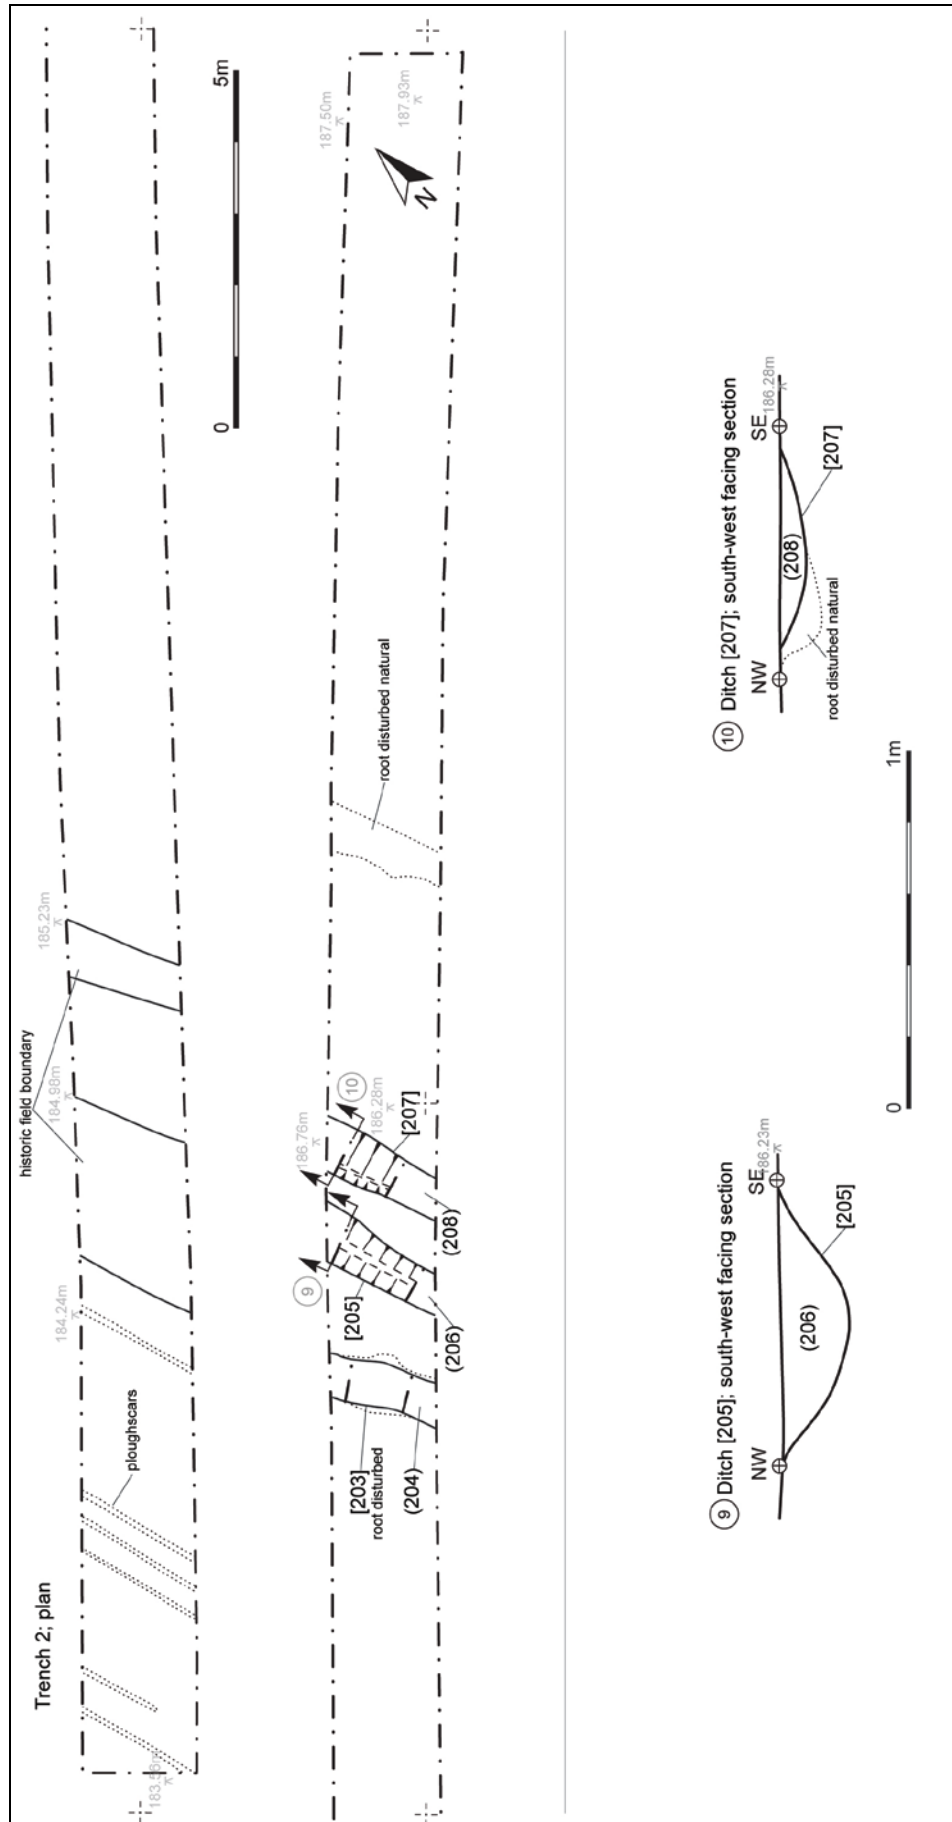 Trench 2; plan
183.56m
ploughscars
184.24m
historic field boundary
184.98m
185.23m
0
5m
[203]
root disturbed
(204)
[205]
(206)
9
186.76m
10
186.28m
[207]
(208)
root disturbed natural
187.50m
187.93m
N
9
Ditch [205]; south-west facing section
NW
SE
186.23m
(206)
[205]
0
1m
10
Ditch [207]; south-west facing section
NW
SE
186.28m
(208)
[207]
root disturbed natural